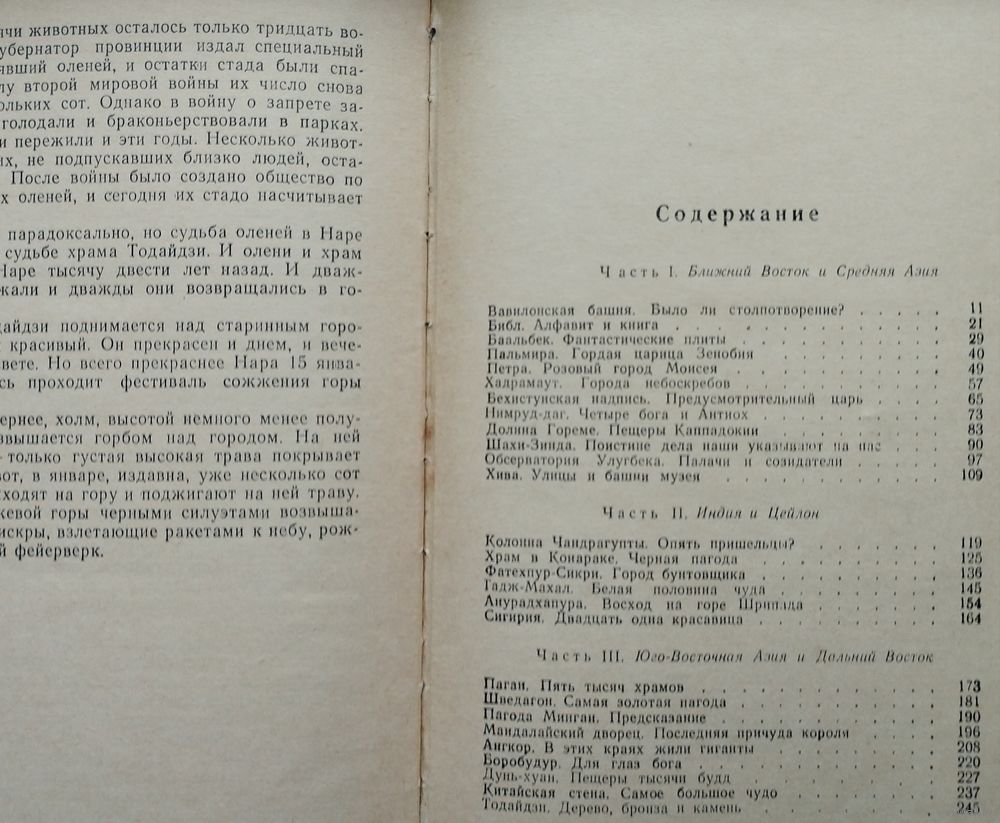 ячи животных осталось только тридцать во-
убернатор провинции издал специальный
явший оленей, и остатки стада были спа-
лу второй мировой войны их число снова
ольких сот. Однако в войну о запрете за-
голодали и браконьерствовали в парках.
и пережили и эти годы. Несколько живот-
их, не подпускавших близко людей, оста-
После войны было создано общество по
х оленей, и сегодня их стадо насчитывает
парадоксально, но судьба оленей в Наре
судьбе храма Тодайдзи. И олени и храм
Наре тысячу двести лет назад. И дваж-
жали и дважды они возвращались в го-
дайдзи поднимается над старинным горо-
красивый. Он прекрасен и днем, и вече-
вете. Но всего прекраснее Нара 15 янва-
сь проходит фестиваль сожжения горы
ернее, холм, высотой немного менее полу-
звышается горбом над городом. На ней
только густая высокая трава покрывает
вот, в январе, издавна, уже несколько сот
ходят на гору и поджигают на ней траву.
жевой горы черными силуэтами возвыша-
искры, взлетающие ракетами к небу, рож-
й фейерверк.
Содержание
Часть I. Ближний Восток и Средняя Азия
Вавилонская башня. Было ли столпотворение? . . . . . 11
Библ. Алфавит и книга . . . . . . . . . . . . 21
Баальбек. Фантастические плиты . . . . . . . . . 29
Пальмира. Гордая царица Зенобия . . . . . . . . 40
Петра. Розовый город Моисея . . . . . . . . . . 49
Хадрамаут. Города небоскребов . . . . . . . . . 57
Бехистунская надпись. Предусмотрительный царь . . . . 65
Нимруд-даг. Четыре бога и Антиох . . . . . . . . 73
Долина Гореме. Пещеры Каппадокии . . . . . . . . 83
Шахи-Зинда. Поистине дела наши указывают на нас . . . 90
Обсерватория Улугбека. Палачи и созидатели . . . . . 97
Хива. Улицы и башни музея . . . . . . . . . . 109
Часть II. Индия и Цейлон
Колонна Чандрагупты. Опять пришельцы? . . . . . . 119
Храм в Конараке. Черная пагода . . . . . . . . . 125
Фатехпур-Сикри. Город бунтовщика . . . . . . . . 136
Тадж-Махал. Белая половина чуда . . . . . . . . 145
Анурадхапура. Восход на горе Шрипада . . . . . . . 154
Сигирия. Двадцать одна красавица . . . . . . . . 164
Часть III. Юго-Восточная Азия и Дальний Восток
Паган. Пять тысяч храмов . . . . . . . . . . . 173
Шведагон. Самая золотая пагода . . . . . . . . . 181
Пагода Минган. Предсказание . . . . . . . . . . 190
Мандалайский дворец. Последняя причуда короля . . . . 196
Ангкор. В этих краях жили гиганты . . . . . . . . 208
Боробудур. Для глаз бога . . . . . . . . . . . 220
Дунь-хуан. Пещеры тысячи будд . . . . . . . . . 227
Китайская стена. Самое большое чудо . . . . . . . 237
Тодайдзи. Дерево, бронза и камень . . . . . . . . 245